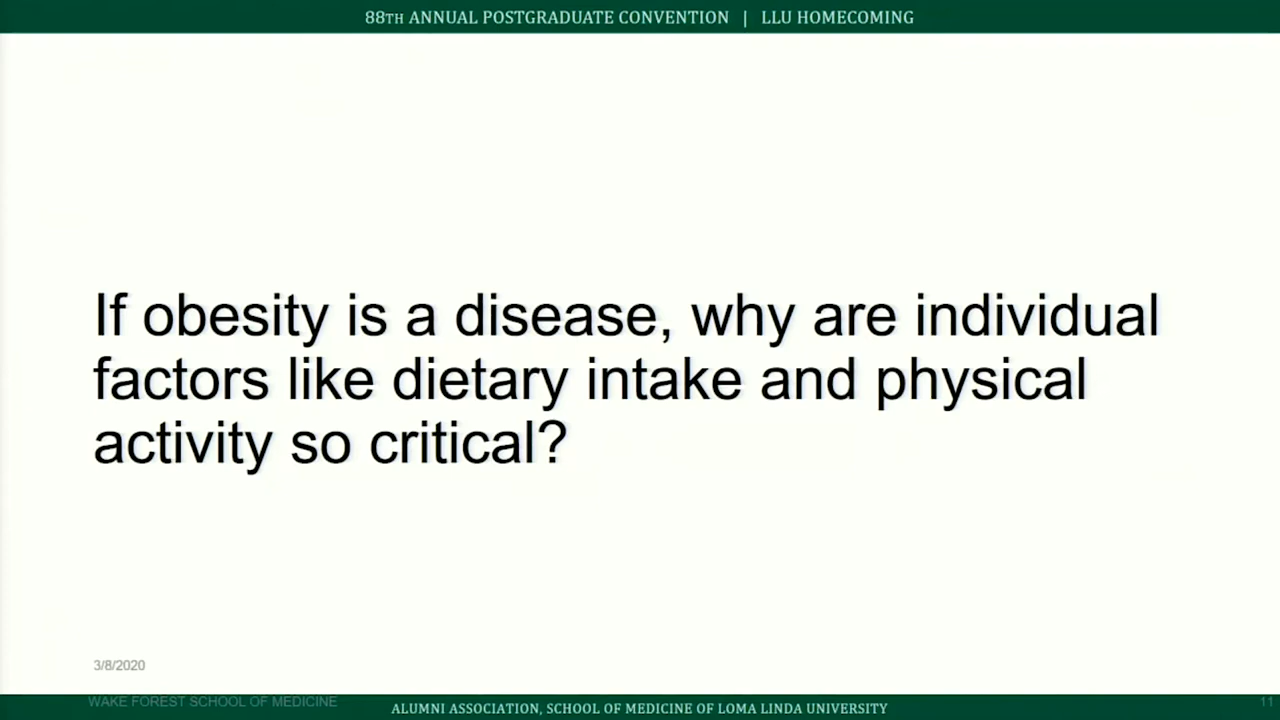 88TH ANNUAL POSTGRADUATE CONVENTION | LLU HOMECOMING
If obesity is a disease, why are individual
factors like dietary intake and physical
activity so critical?
3/8/2020
WAKE FOREST SCHOOL OF MEDICINE
ALUMNI ASSOCIATION, SCHOOL OF MEDICINE OF LOMA LINDA UNIVERSITY
11